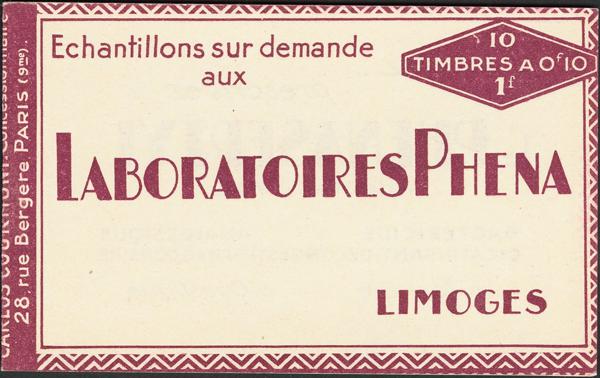 Echantillons sur demande
aux
LABORATOIRES PHENA
LIMOGES
10
TIMBRES A 0f10
1f
CARLOS COURMONT. Concessionnaire
28, rue Bergère PARIS (9me).